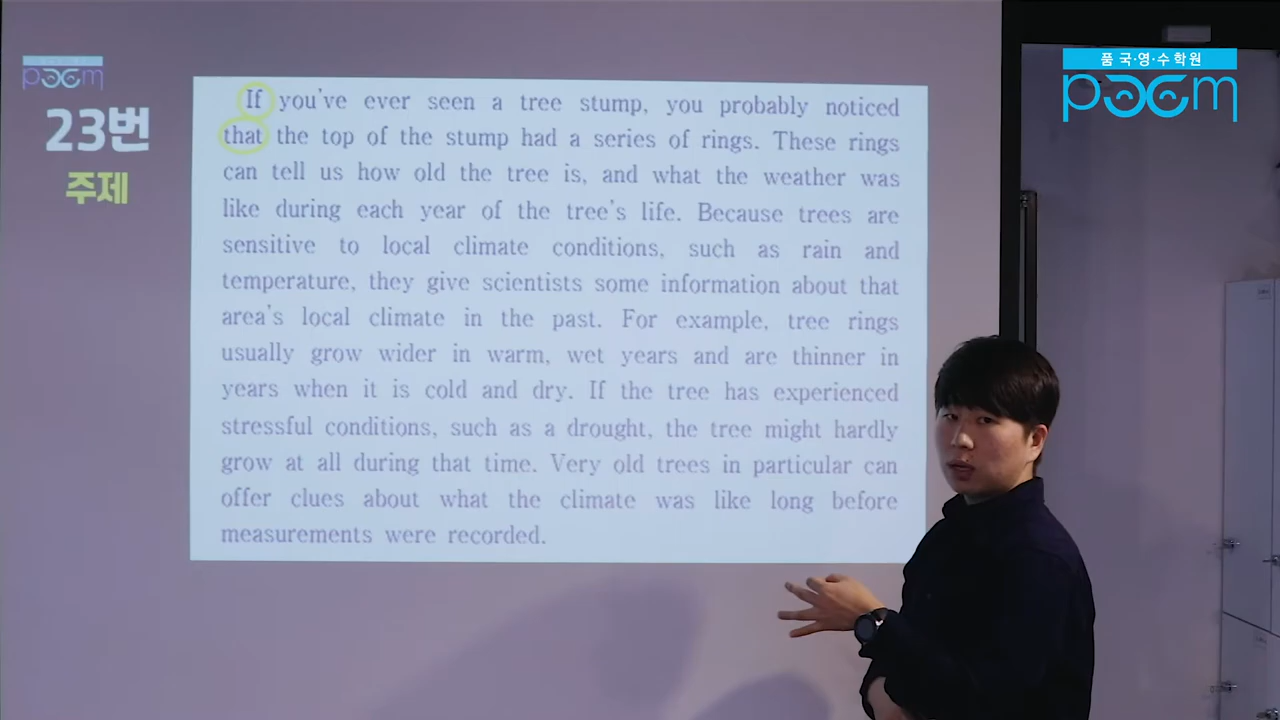 poem
23번
주제
If you've ever seen a tree stump, you probably noticed
that the top of the stump had a series of rings. These rings
can tell us how old the tree is, and what the weather was
like during each year of the tree's life. Because trees are
sensitive to local climate conditions, such as rain and
temperature, they give scientists some information about that
area's local climate in the past. For example, tree rings
usually grow wider in warm, wet years and are thinner in
years when it is cold and dry. If the tree has experienced
stressful conditions, such as a drought, the tree might hardly
grow at all during that time. Very old trees in particular can
offer clues about what the climate was like long before
measurements were recorded.
품 국·영·수 학원
poem